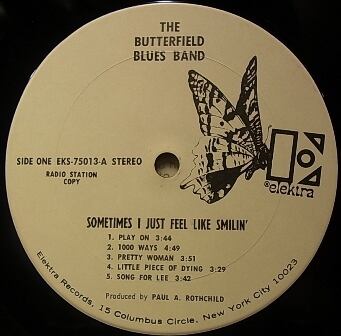 THE
BUTTERFIELD
BLUES BAND
SIDE ONE EKS-75013-A STEREO
RADIO STATION
COPY
®elektra
SOMETIMES I JUST FEEL LIKE SMILIN'
1. PLAY ON 3:44
2. 1000 WAYS 4:49
3. PRETTY WOMAN 3:51
4. LITTLE PIECE OF DYING 3:29
5. SONG FOR LEE 3:42
Produced by PAUL A. ROTHCHILD
Elektra Records, 15 Columbus Circle, New York City 10023